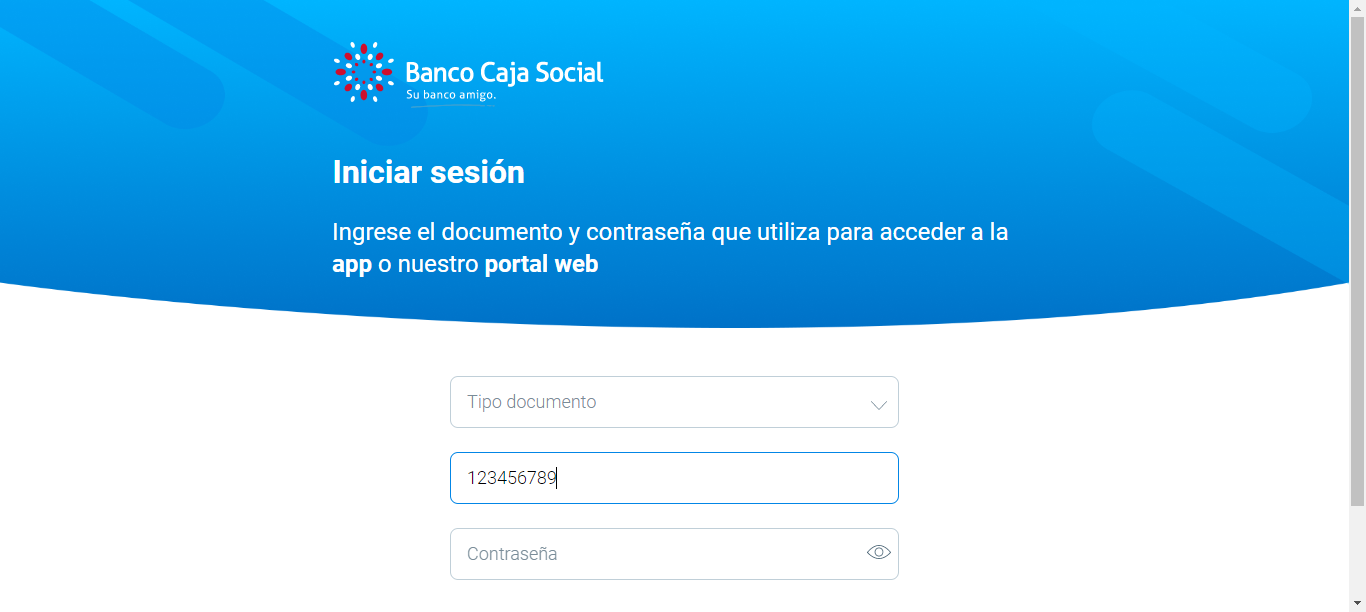 Banco Caja Social
Su banco amigo.
Iniciar sesión
Ingrese el documento y contraseña que utiliza para acceder a la
app o nuestro portal web
Tipo documento
123456789
Contraseña